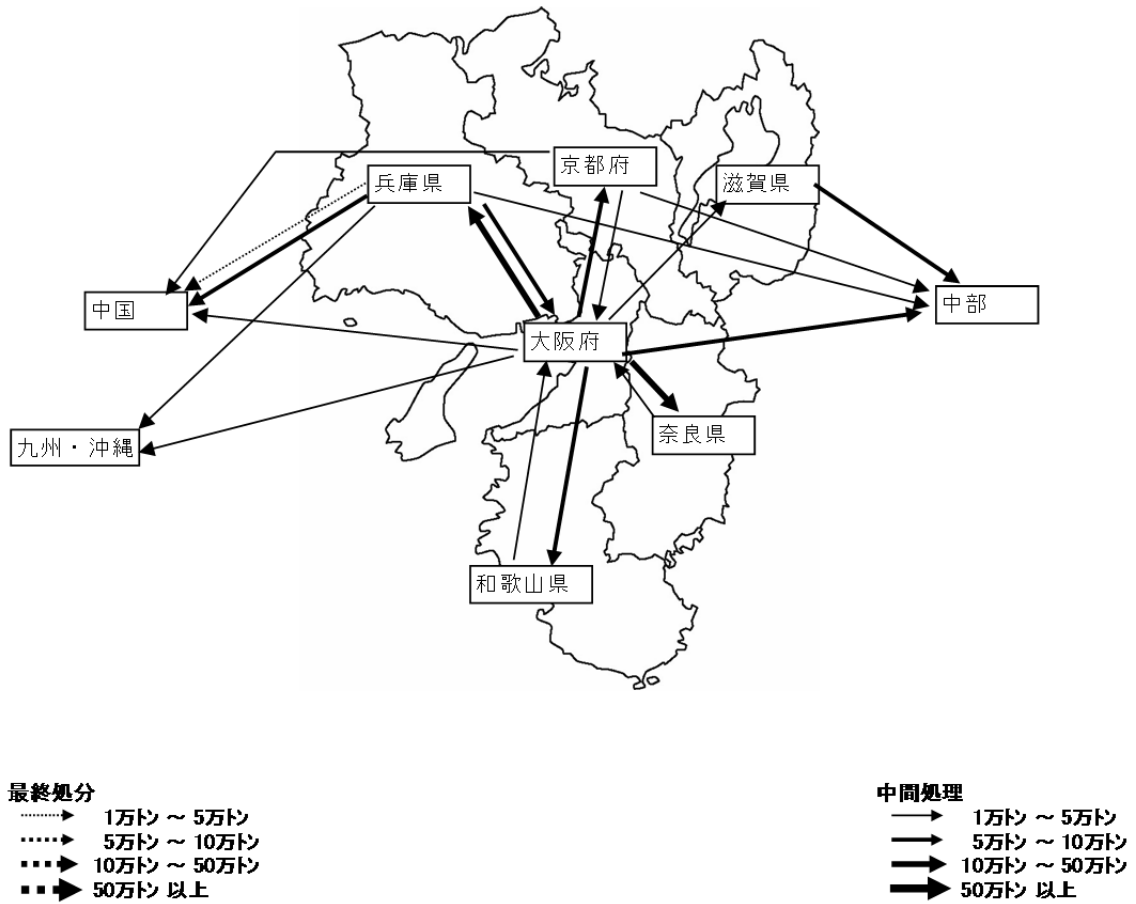 京都府
兵庫県
滋賀県
中国
中部
大阪府
奈良県
九州・沖縄
和歌山県
最終処分
1万トン ～ 5万トン
5万トン ～ 10万トン
10万トン ～ 50万トン
50万トン 以上
中間処理
1万トン ～ 5万トン
5万トン ～ 10万トン
10万トン ～ 50万トン
50万トン 以上